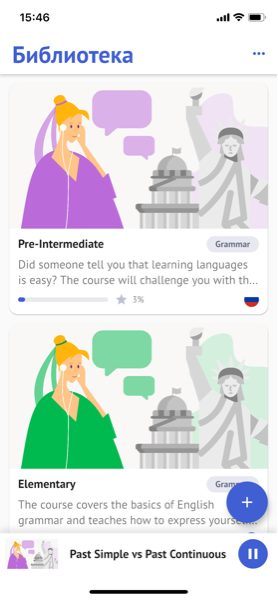 15:46
Библиотека
Pre-Intermediate
Grammar
Did someone tell you that learning languages
is easy? The course will challenge you with th...
3%
Elementary
The course covers the basics of English
grammar and teaches how to express
Past Simple vs Past Continuous